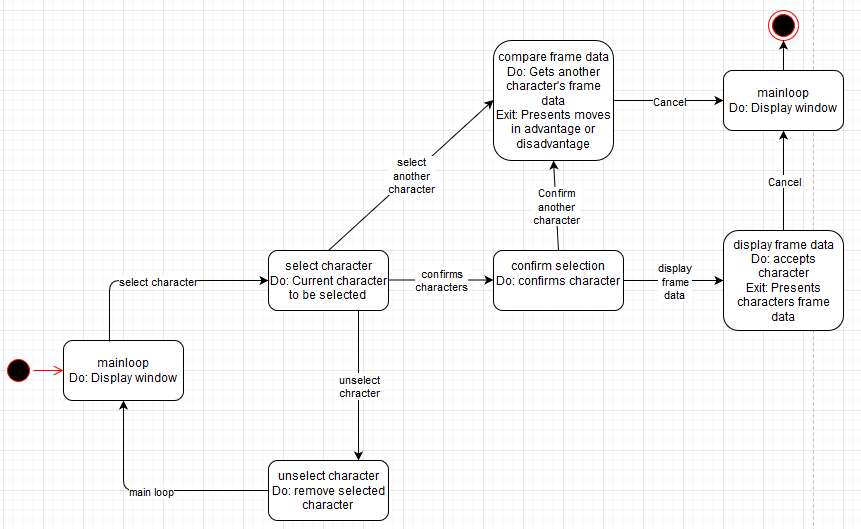 compare frame data
Do: Gets another
character's frame
data
Exit: Presents moves
in advantage or
disadvantage
Cancel
mainloop
Do: Display window
select
another
character
Confirm
another
character
Cancel
select character
Do: Current character
to be selected
confirms
characters
confirm selection
Do: confirms character
display
frame
data
display frame data
Do: accepts
character
Exit: Presents
characters frame
data
select character
mainloop
Do: Display window
unselect
chracter
unselect character
Do: remove selected
character
main loop